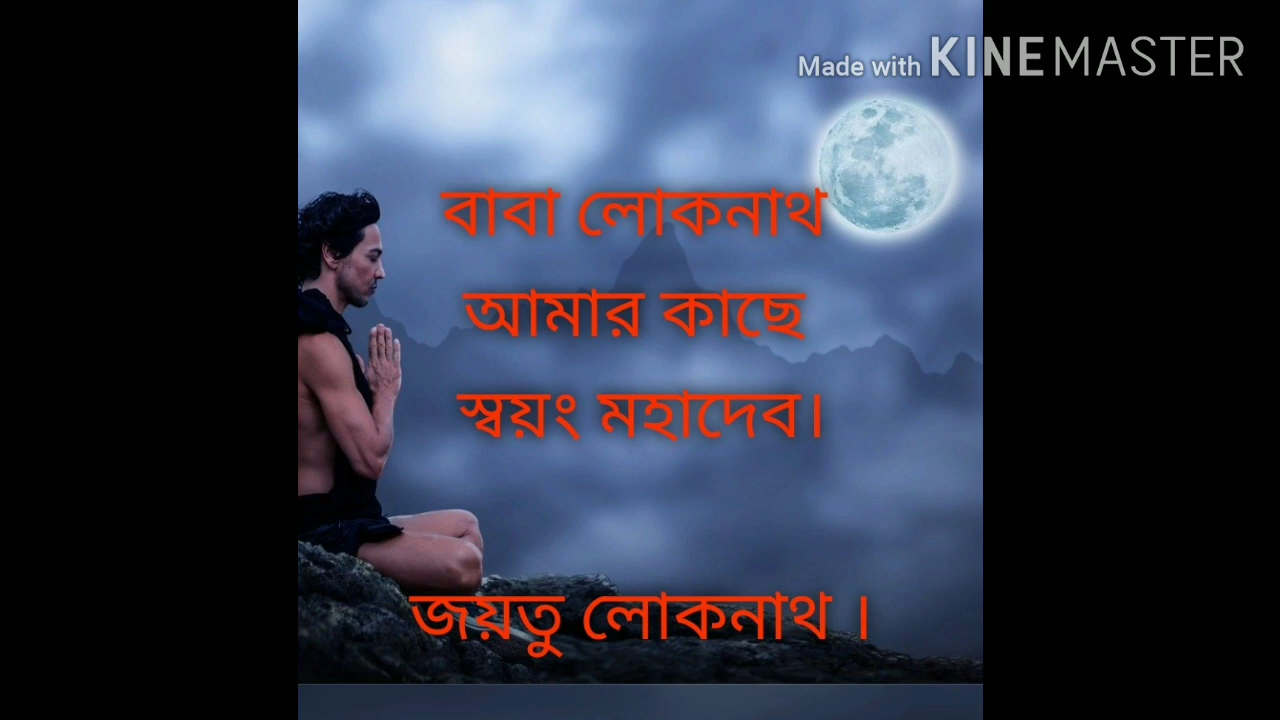 Made with KINEMASTER
বাবা লোকনাথ
আমার কাছে
স্বয়ং মহাদেব।
জয়তু লোকনাথ ।